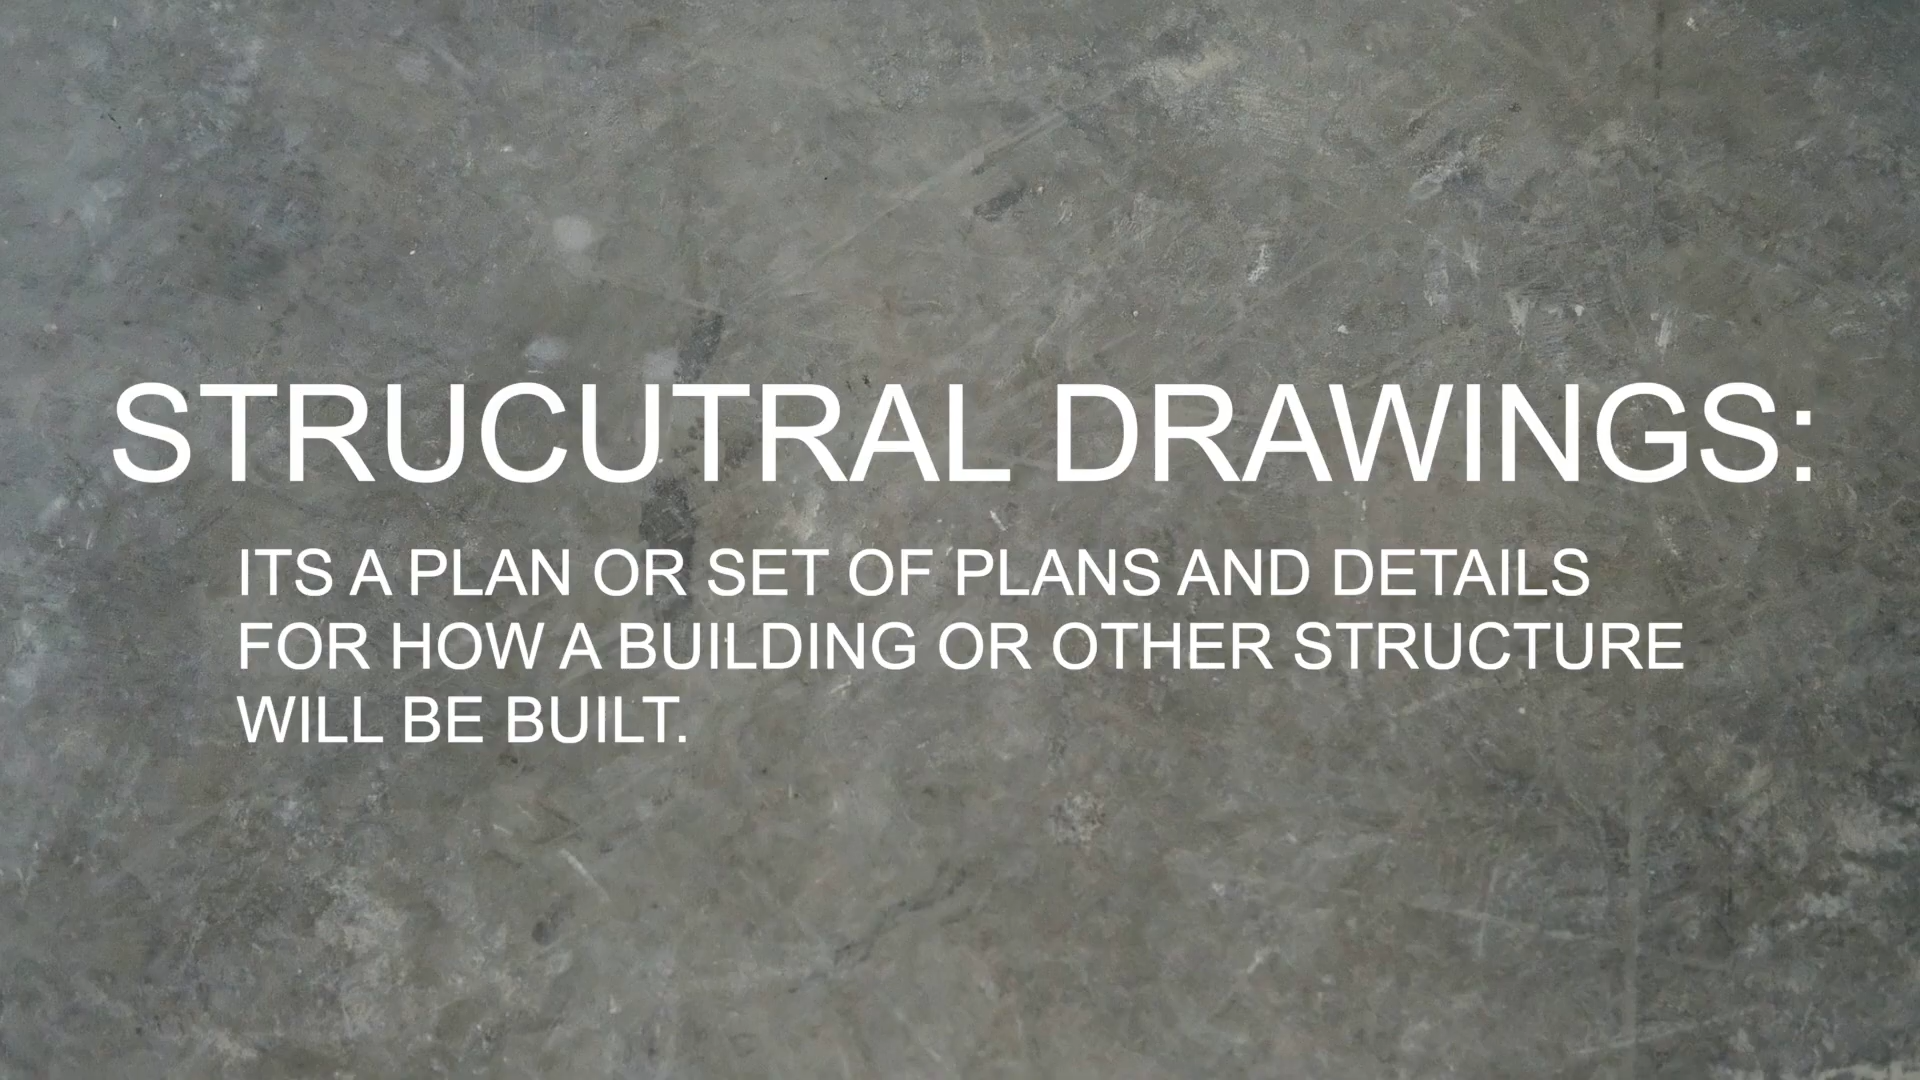 STRUCUTRAL DRAWINGS:
ITS A PLAN OR SET OF PLANS AND DETAILS
FOR HOW A BUILDING OR OTHER STRUCTURE
WILL BE BUILT.